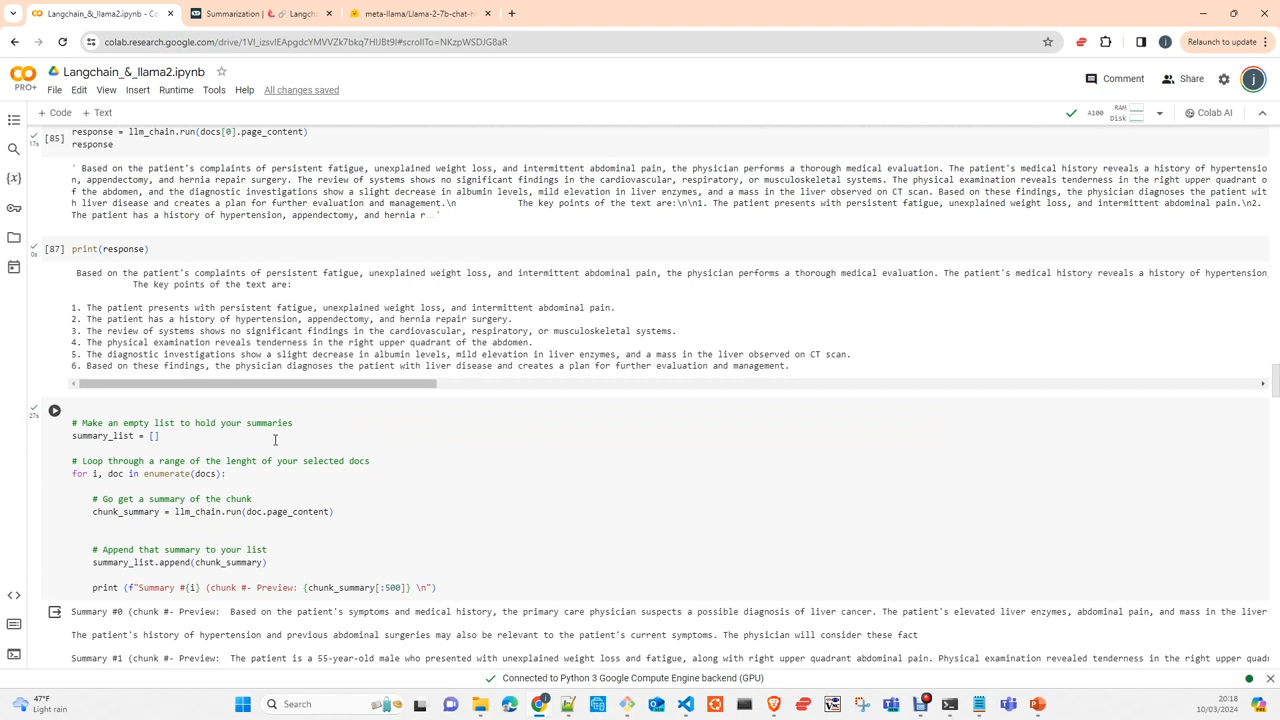 Langchain_&_llama2.ipynb - Co
Summarization | 🦜️🔗 Langch
meta-llama/Llama-2-7b-chat-h
colab.research.google.com/drive/1VI_izsvlEApgdcYMVVZk7bkq7HIJBt9I#scrollTo=NKzpWSDJG8aR
Relaunch to update
PRO+
Langchain_&_llama2.ipynb
File Edit View Insert Runtime Tools Help All changes saved
Comment Share
+ Code + Text
A100 RAM Disk Colab AI
17s [85] response = llm_chain.run(docs[0].page_content)
response
' Based on the patient's complaints of persistent fatigue, unexplained weight loss, and intermittent abdominal pain, the physician performs a thorough medical evaluation. The patient's medical history reveals a history of hypertensio
n, appendectomy, and hernia repair surgery. The review of systems shows no significant findings in the cardiovascular, respiratory, or musculoskeletal systems. The physical examination reveals tenderness in the right upper quadrant o
f the abdomen, and the diagnostic investigations show a slight decrease in albumin levels, mild elevation in liver enzymes, and a mass in the liver observed on CT scan. Based on these findings, the physician diagnoses the patient wit
h liver disease and creates a plan for further evaluation and management.\n The key points of the text are:\n\n1. The patient presents with persistent fatigue, unexplained weight loss, and intermittent abdominal pain.\n2.
The patient has a history of hypertension, appendectomy, and hernia r...'
0s [87] print(response)
Based on the patient's complaints of persistent fatigue, unexplained weight loss, and intermittent abdominal pain, the physician performs a thorough medical evaluation. The patient's medical history reveals a history of hypertension,
The key points of the text are:
1. The patient presents with persistent fatigue, unexplained weight loss, and intermittent abdominal pain.
2. The patient has a history of hypertension, appendectomy, and hernia repair surgery.
3. The review of systems shows no significant findings in the cardiovascular, respiratory, or musculoskeletal systems.
4. The physical examination reveals tenderness in the right upper quadrant of the abdomen.
5. The diagnostic investigations show a slight decrease in albumin levels, mild elevation in liver enzymes, and a mass in the liver observed on CT scan.
6. Based on these findings, the physician diagnoses the patient with liver disease and creates a plan for further evaluation and management.
27s
# Make an empty list to hold your summaries
summary_list = []
# Loop through a range of the lenght of your selected docs
for i, doc in enumerate(docs):
# Go get a summary of the chunk
chunk_summary = llm_chain.run(doc.page_content)
# Append that summary to your list
summary_list.append(chunk_summary)
print (f"Summary #{i} (chunk #- Preview: {chunk_summary[:500]} \n")
Summary #0 (chunk #- Preview: Based on the patient's symptoms and medical history, the primary care physician suspects a possible diagnosis of liver cancer. The patient's elevated liver enzymes, abdominal pain, and mass in the liver
The patient's history of hypertension and previous abdominal surgeries may also be relevant to the patient's current symptoms. The physician will consider these fact
Summary #1 (chunk #- Preview: The patient is a 55-year-old male who presented with unexplained weight loss and fatigue, along with right upper quadrant abdominal pain. Physical examination revealed tenderness in the right upper quadr
Connected to Python 3 Google Compute Engine backend (GPU)
47°F
Light rain
Search
20:18
10/03/2024